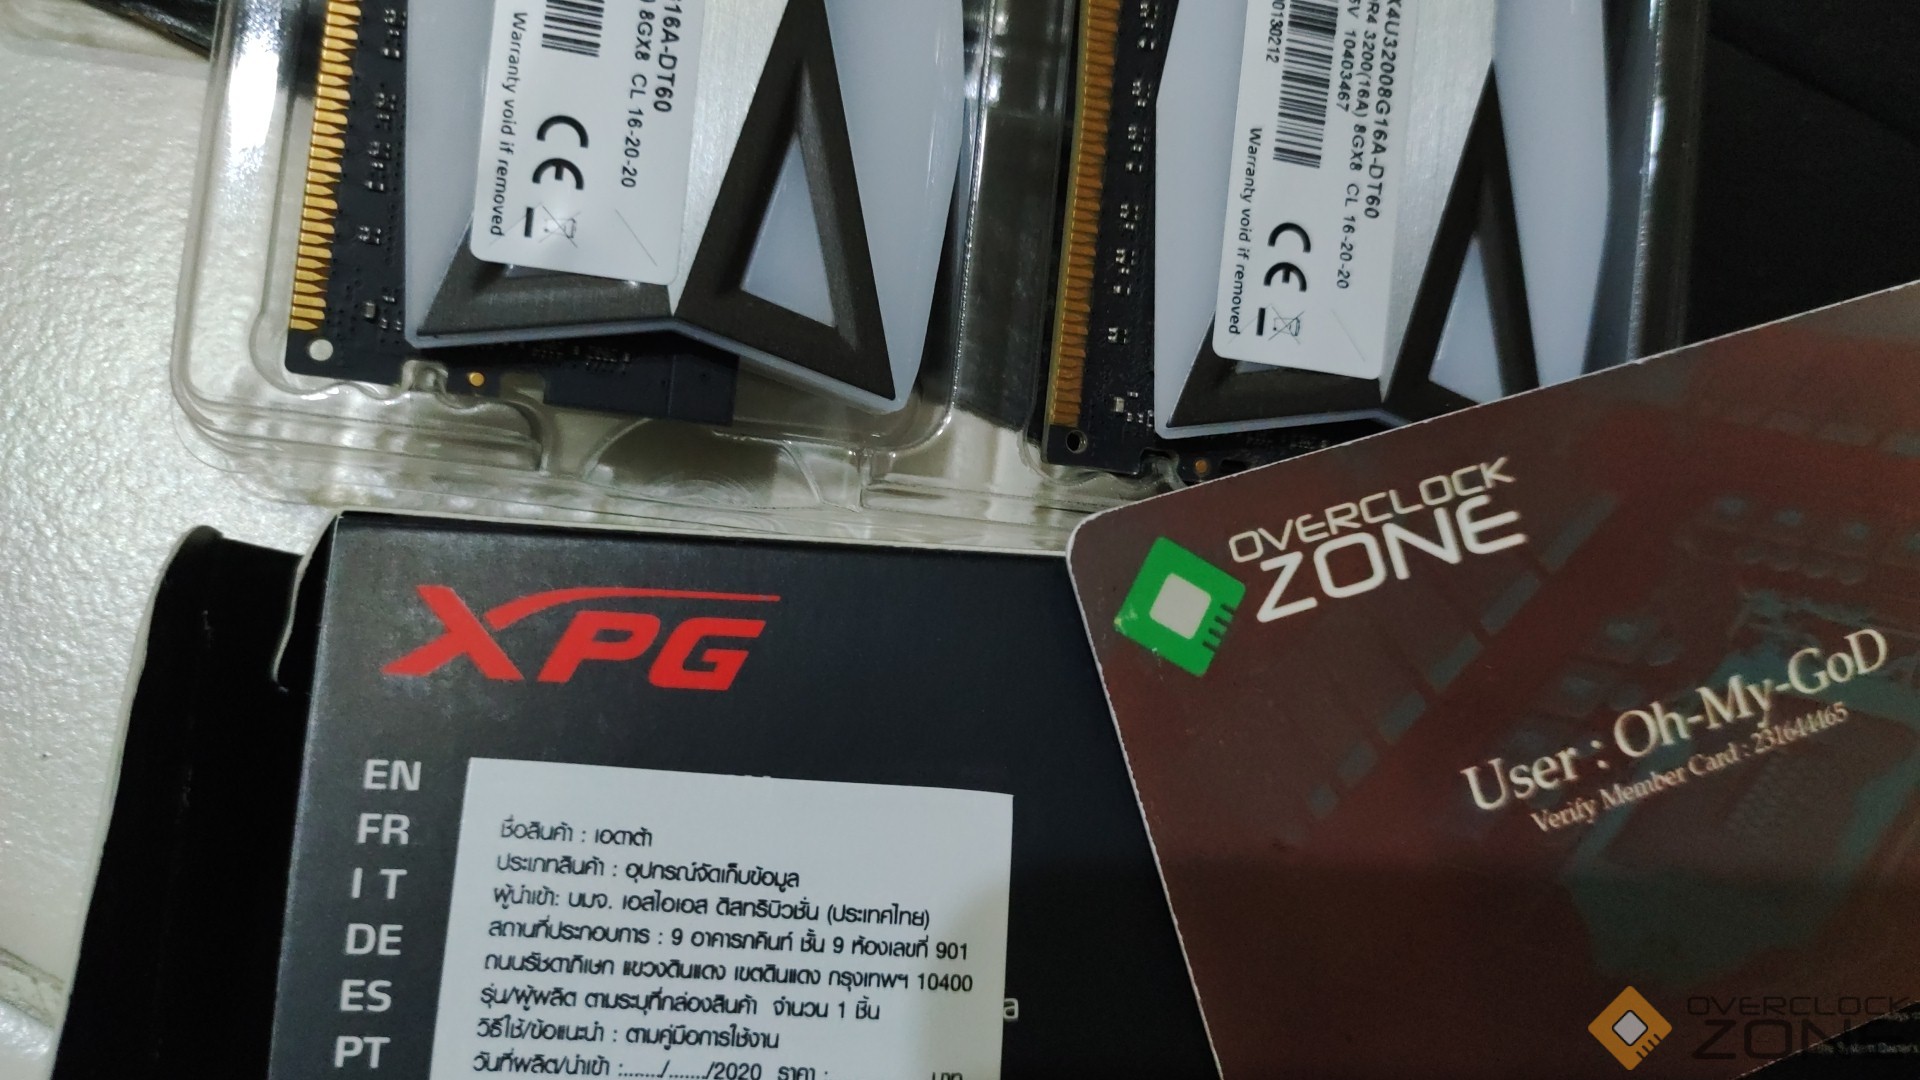 16A-DT60
8GX8 CL 16-20-20
Warranty void if removed
CE
X4U32008G16A-DT60
3200(16A) 8GX8 CL 16-20-20
10403467
0130212
Warranty void if removed
CE
OVERCLOCK
ZONE
User : Oh-My-GoD
Verify Member Card : 231644465
XPG
EN
FR
IT
DE
ES
PT
ชื่อสินค้า : เอดาต้า
ประเภทสินค้า : อุปกรณ์จัดเก็บข้อมูล
ผู้นำเข้า: บมจ. เอสไอเอส ดิสทริบิวชั่น (ประเทศไทย)
สถานที่ประกอบการ : 9 อาคารภคินท์ ชั้น 9 ห้องเลขที่ 901
ถนนรัชดาภิเษก แขวงดินแดง เขตดินแดง กรุงเทพฯ 10400
รุ่น/ผู้ผลิต ตามระบุที่กล่องสินค้า จำนวน 1 ชิ้น
วิธีใช้/ข้อแนะนำ : ตามคู่มือการใช้งาน
วันที่ผลิต/นำเข้า :......./......./2020 ราคา :
OVERCLOCK
ZONE